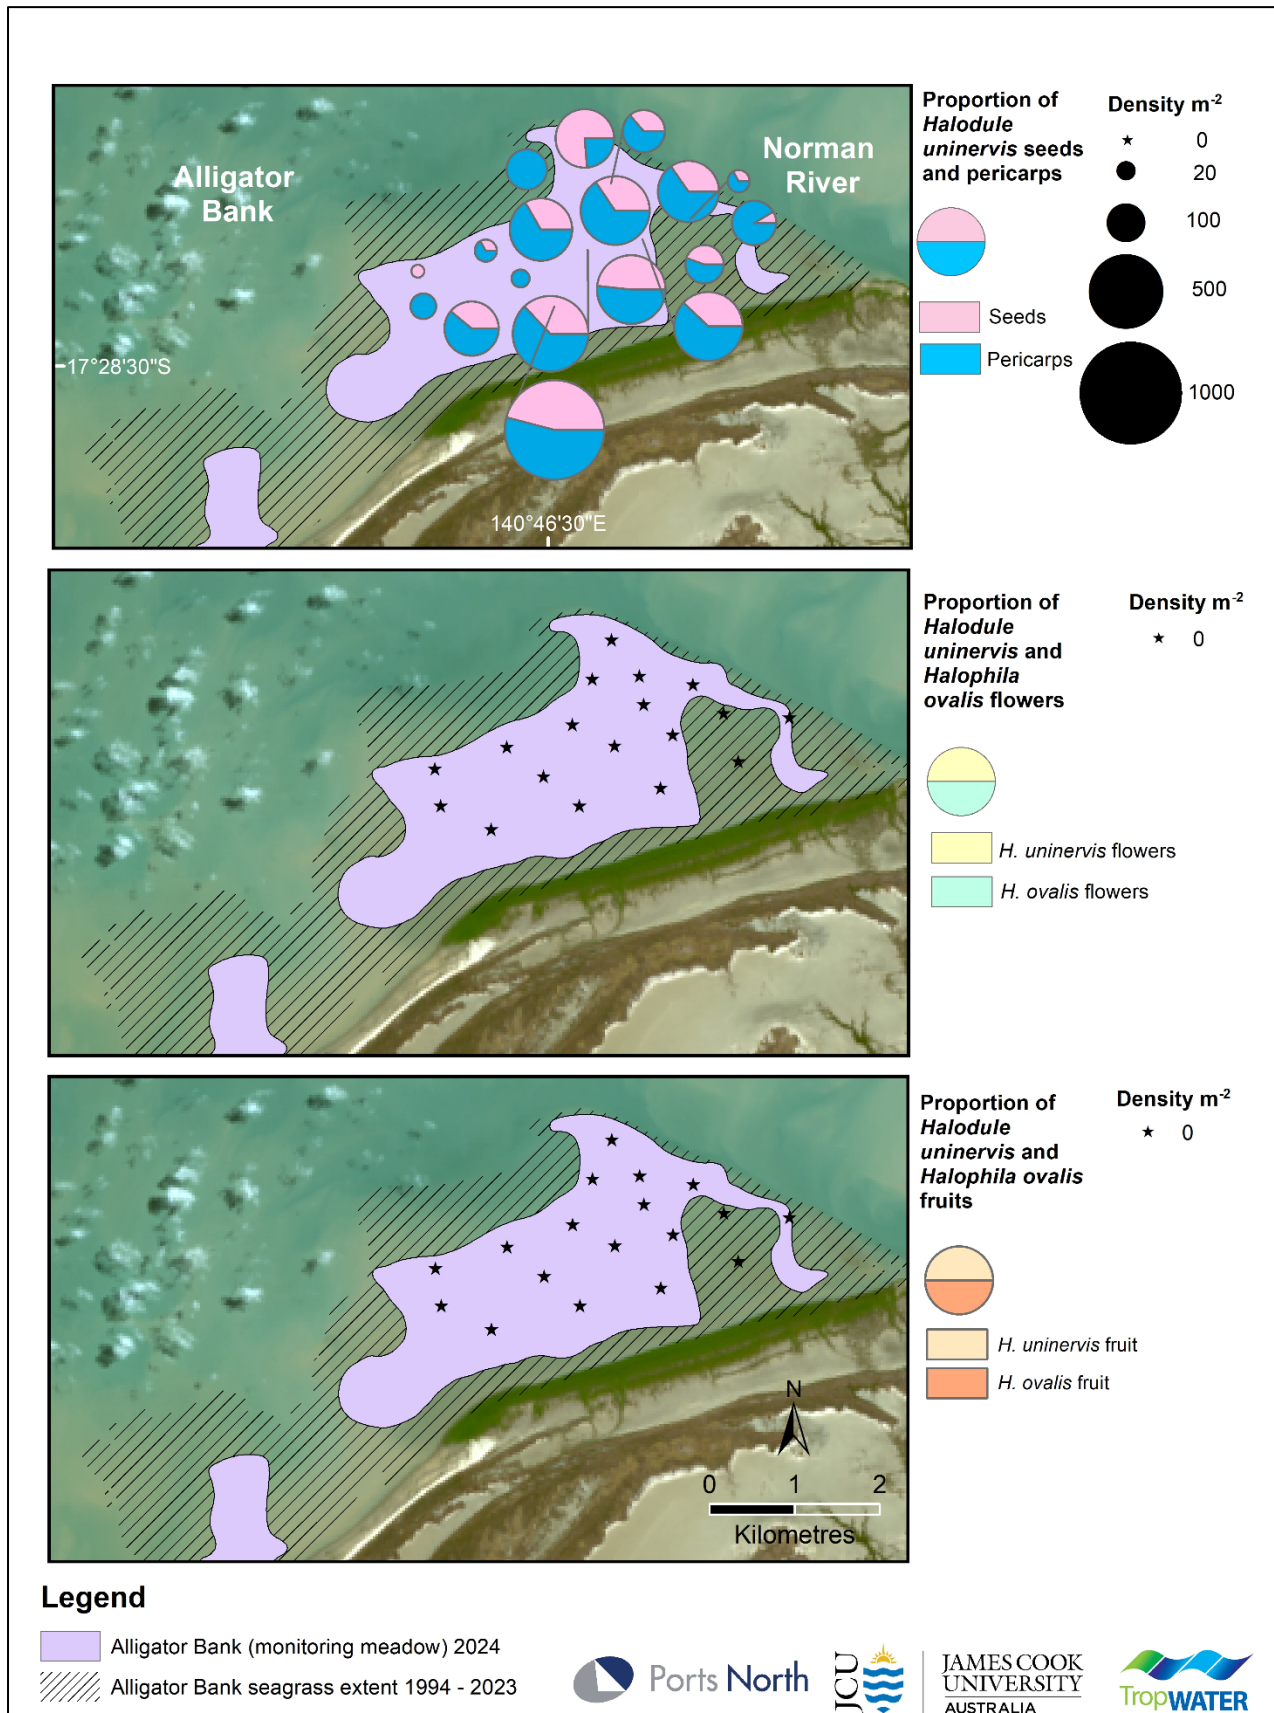 Alligator
Bank
Norman
River
17°28'30"S
140°46'30"E
Proportion of
Halodule
uninervis seeds
and pericarps
Seeds
Pericarps
Density m-2
0
20
100
500
1000
Proportion of
Halodule
uninervis and
Halophila
ovalis flowers
H. uninervis flowers
H. ovalis flowers
Density m-2
0
Proportion of
Halodule
uninervis and
Halophila ovalis
fruits
H. uninervis fruit
H. ovalis fruit
Density m-2
0
N
0 1 2
Kilometres
Legend
Alligator Bank (monitoring meadow) 2024
Alligator Bank seagrass extent 1994 - 2023
Ports North
JCU
JAMES COOK
UNIVERSITY
AUSTRALIA
TropWATER